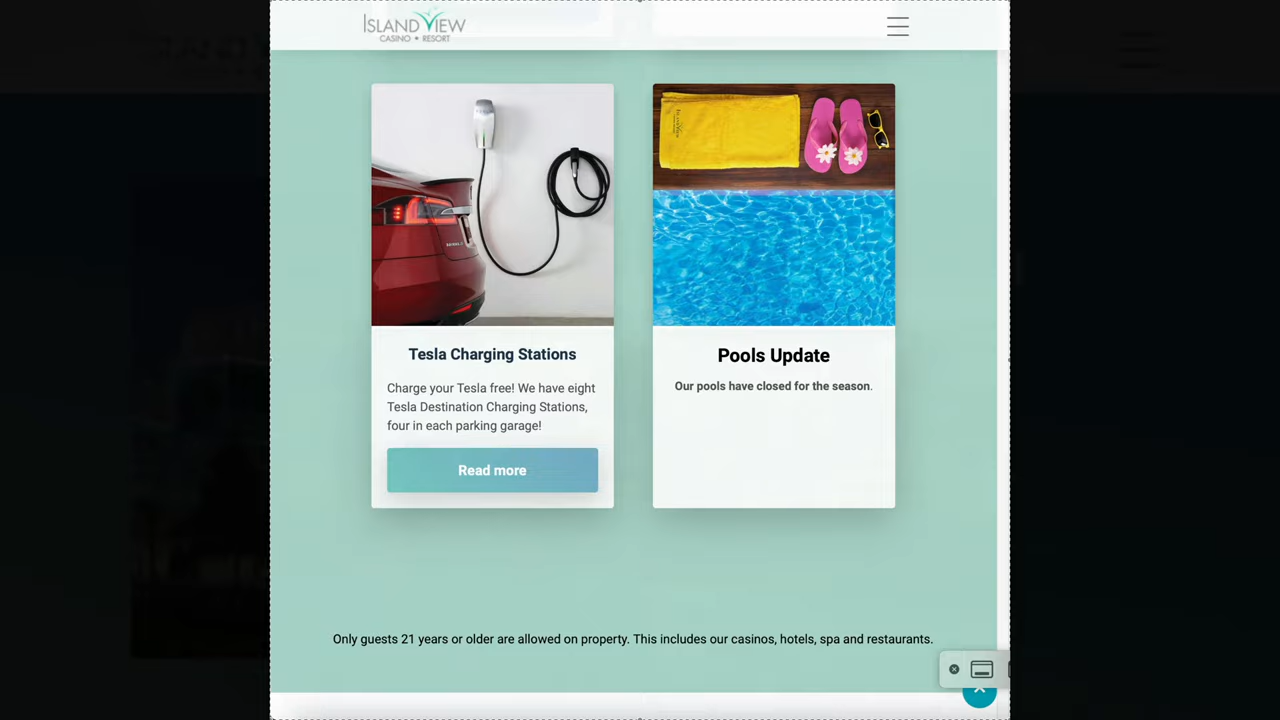 ISLAND VIEW
CASINO • RESORT
Tesla Charging Stations
Charge your Tesla free! We have eight
Tesla Destination Charging Stations,
four in each parking garage!
Read more
Pools Update
Our pools have closed for the season.
Only guests 21 years or older are allowed on property. This includes our casinos, hotels, spa and restaurants.